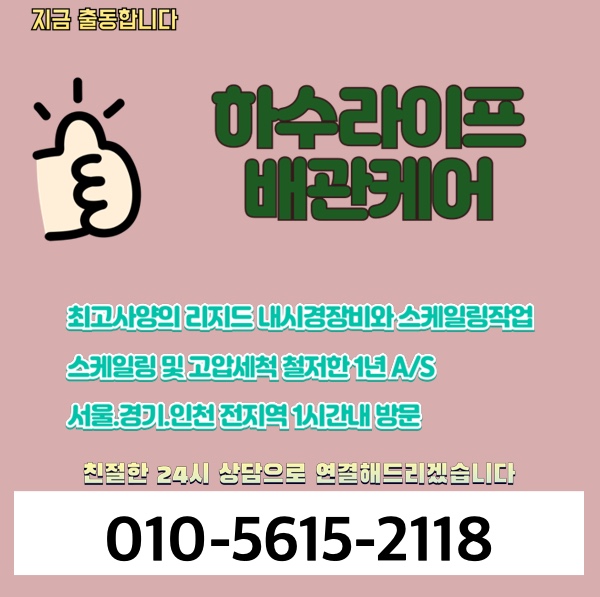 지금 출동합니다
하수라이프
배관케어
최고사양의 리지드 내시경장비와 스케일링작업
스케일링 및 고압세척 철저한 1년 A/S
서울.경기.인천 전지역 1시간내 방문
친절한 24시 상담으로 연결해드리겠습니다
010-5615-2118